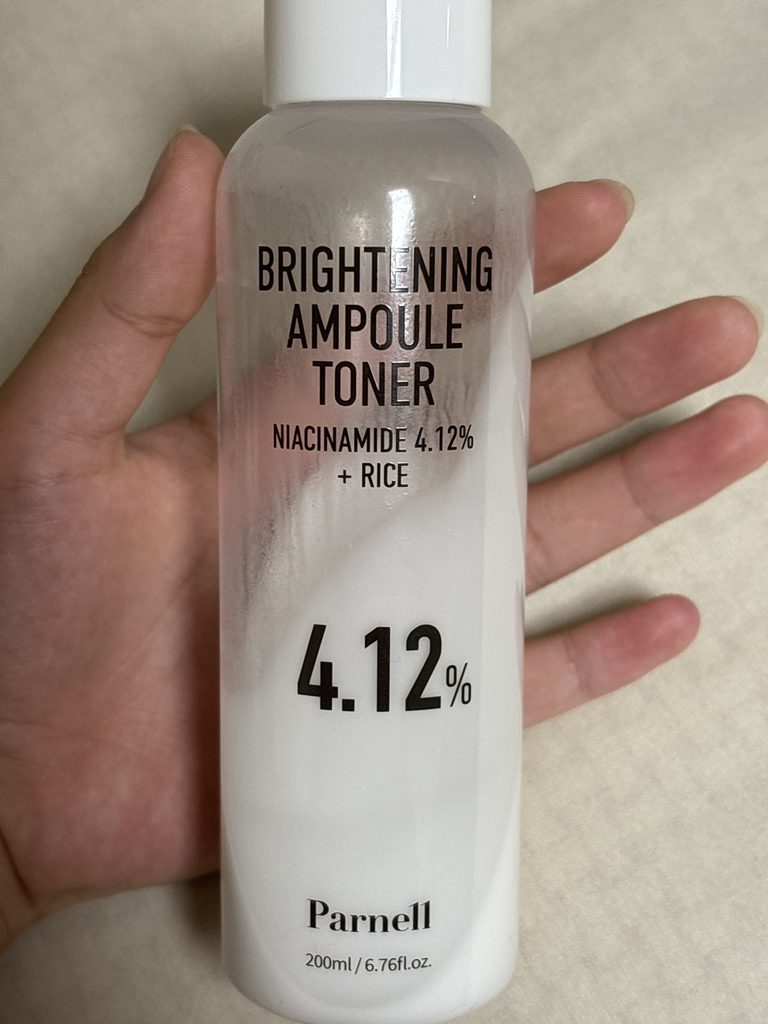 BRIGHTENING
AMPOULE
TONER
NIACINAMIDE 4.12%
+ RICE
4.12%
Parnell
200ml / 6.76fl.oz.